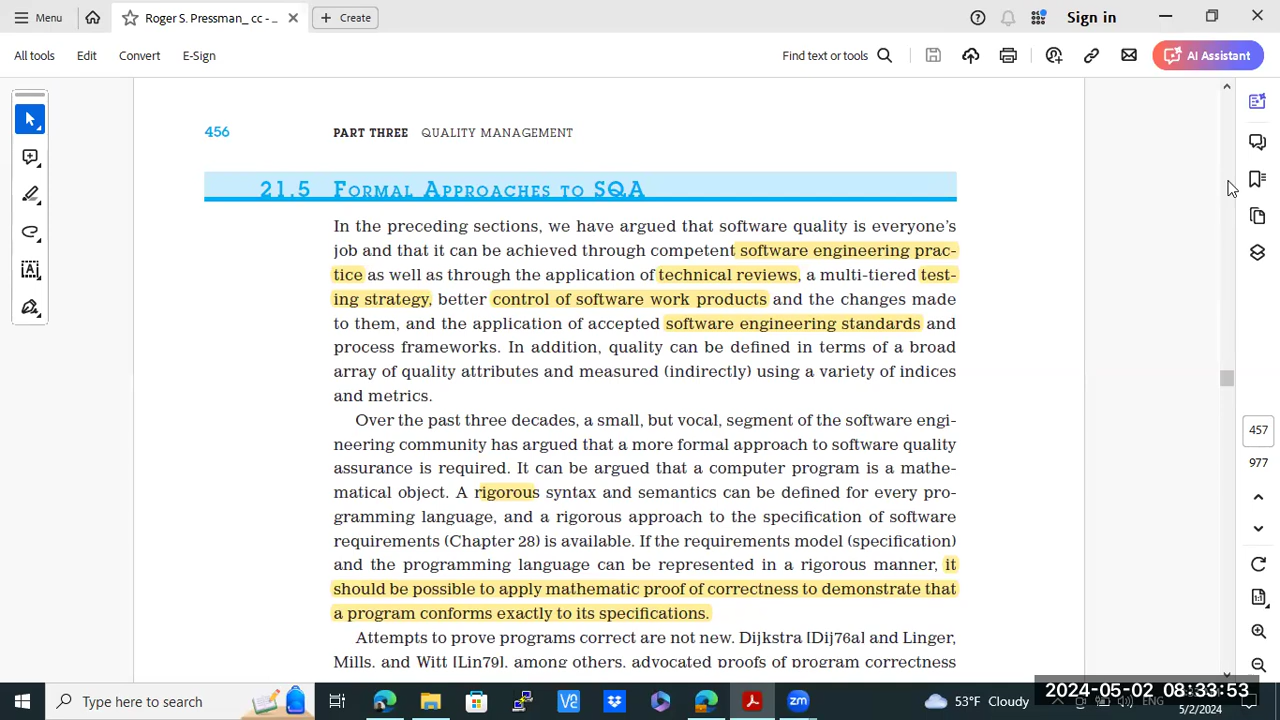 Menu
Roger S. Pressman_ cc - ...
Create
Sign in
All tools
Edit
Convert
E-Sign
Find text or tools
AI Assistant
456 PART THREE QUALITY MANAGEMENT
21.5 FORMAL APPROACHES TO SQA
In the preceding sections, we have argued that software quality is everyone's
job and that it can be achieved through competent software engineering prac-
tice as well as through the application of technical reviews, a multi-tiered test-
ing strategy, better control of software work products and the changes made
to them, and the application of accepted software engineering standards and
process frameworks. In addition, quality can be defined in terms of a broad
array of quality attributes and measured (indirectly) using a variety of indices
and metrics.
Over the past three decades, a small, but vocal, segment of the software engi-
neering community has argued that a more formal approach to software quality
assurance is required. It can be argued that a computer program is a mathe-
matical object. A rigorous syntax and semantics can be defined for every pro-
gramming language, and a rigorous approach to the specification of software
requirements (Chapter 28) is available. If the requirements model (specification)
and the programming language can be represented in a rigorous manner, it
should be possible to apply mathematic proof of correctness to demonstrate that
a program conforms exactly to its specifications.
Attempts to prove programs correct are not new. Dijkstra [Dij76a] and Linger,
Mills, and Witt [Lin79], among others, advocated proofs of program correctness
457
977
Type here to search
53°F Cloudy
2024-05-02 08:33:53
5/2/2024